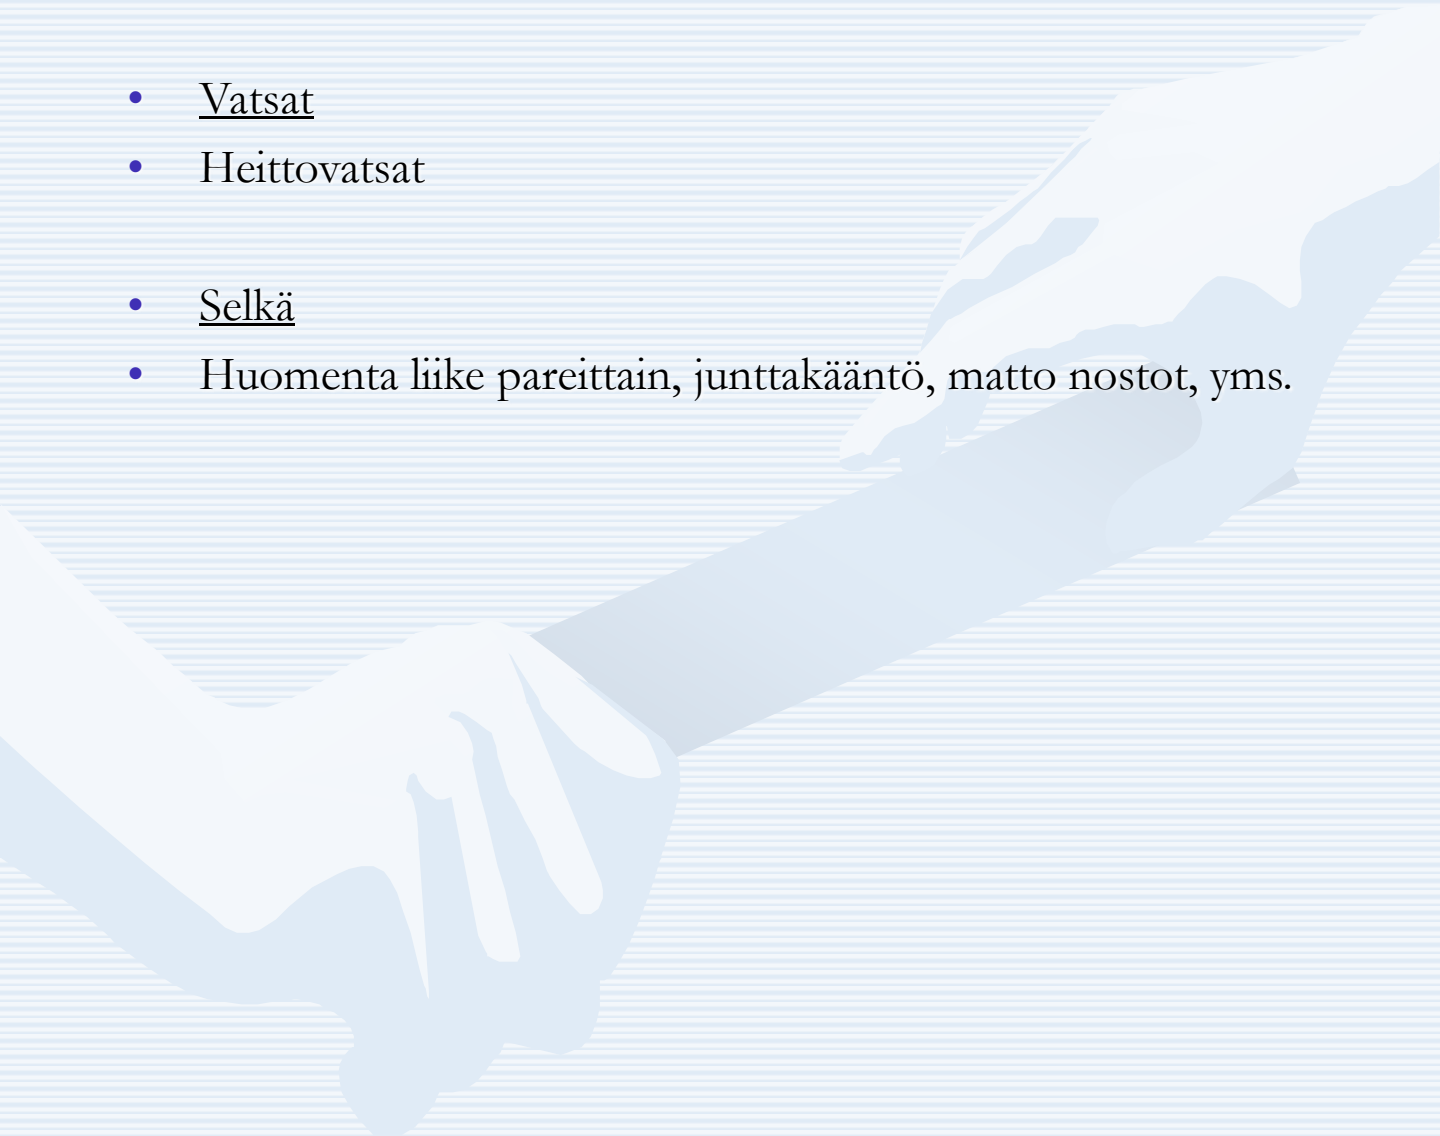 • Vatsat
• Heittovatsat
• Selkä
• Huomenta liike pareittain, junttakääntö, matto nostot, yms.